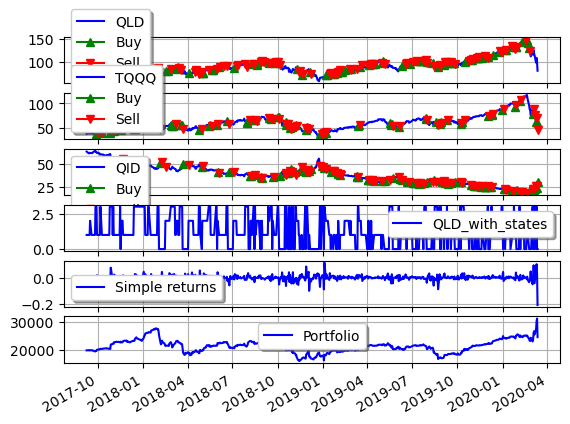 QLD
Buy
Sell
150
100
TQQQ
Buy
Sell
100
50
QID
Buy
50
25
QLD_with_states
2.5
0.0
Simple returns
0.0
−0.2
Portfolio
30000
20000
2017-10
2018-01
2018-04
2018-07
2018-10
2019-01
2019-04
2019-07
2019-10
2020-01
2020-04